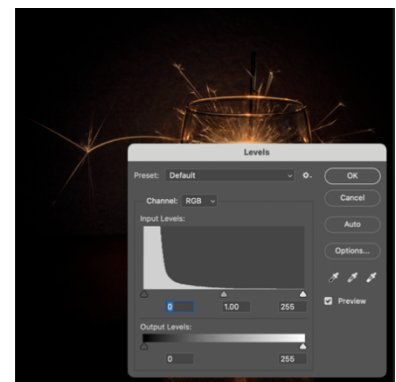 Levels
Preset: Default
OK
Channel: RGB
Cancel
Input Levels:
Auto
Options...
0 1.00 255
Preview
Output Levels:
0 255